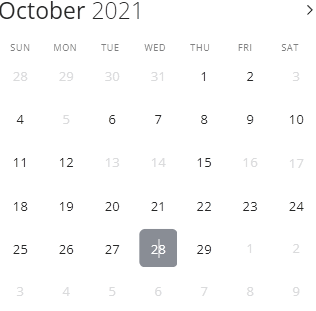 October 2021
SUN MON TUE WED THU FRI SAT
28 29 30 31 1 2 3
4 5 6 7 8 9 10
11 12 13 14 15 16 17
18 19 20 21 22 23 24
25 26 27 28 29 1 2
3 4 5 6 7 8 9